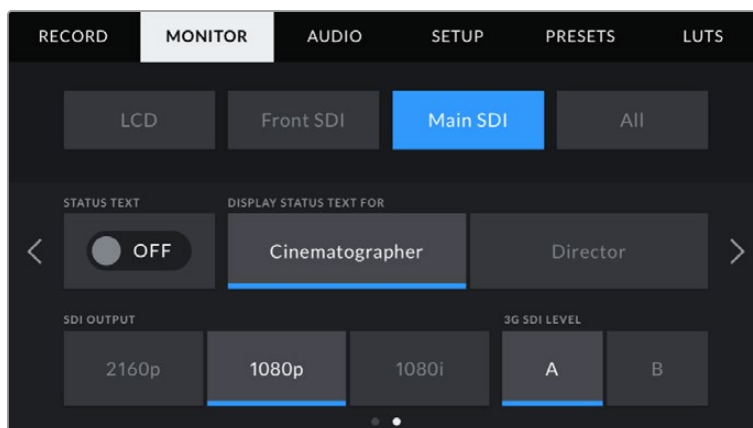 RECORD MONITOR AUDIO SETUP PRESETS LUTS
LCD Front SDI Main SDI All
STATUS TEXT DISPLAY STATUS TEXT FOR
OFF Cinematographer Director
SDI OUTPUT 3G SDI LEVEL
2160p 1080p 1080i A B